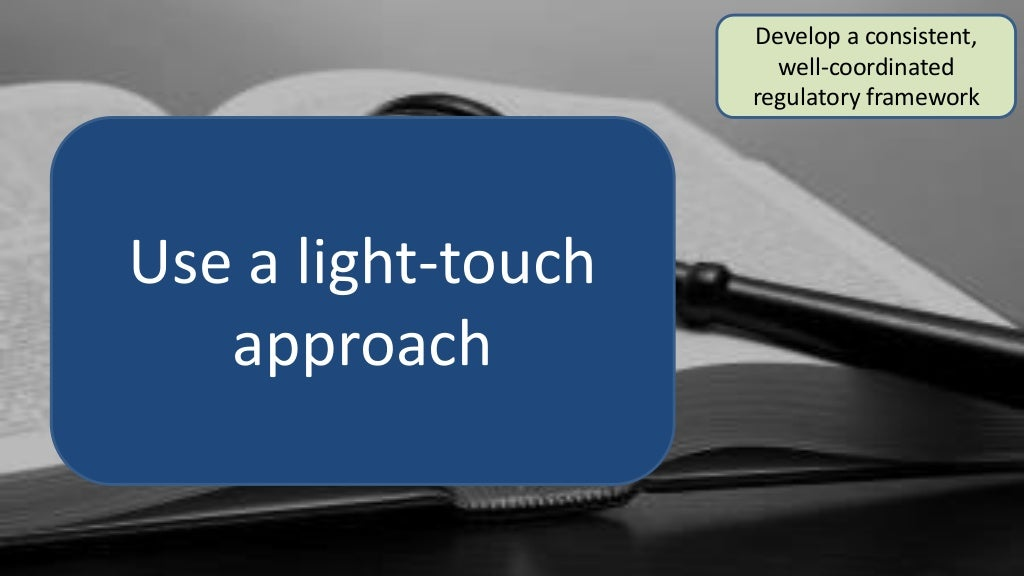 Develop a consistent,
well-coordinated
regulatory framework
Use a light-touch
approach